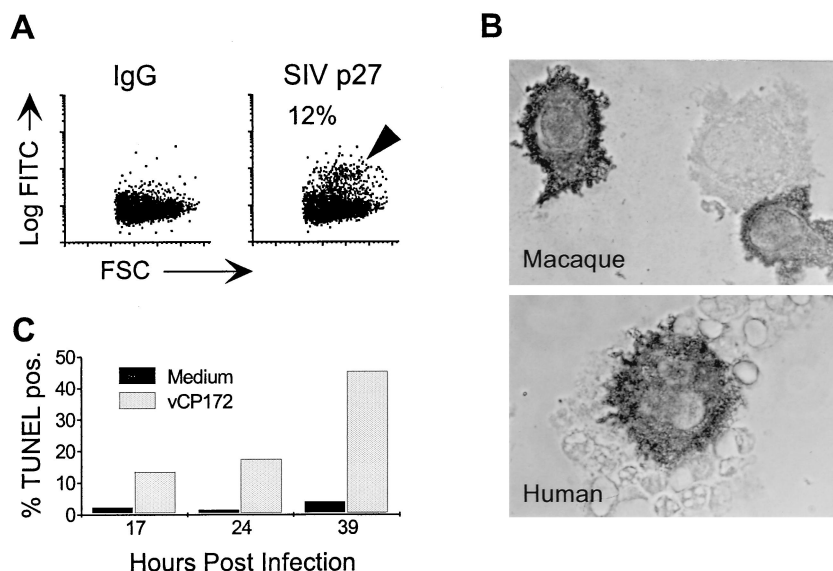 A
IgG
SIV p27
12%
Log FITC
FSC
B
Macaque
Human
C
50
40
30
20
10
0
Medium
vCP172
% TUNEL pos.
17 24 39
Hours Post Infection